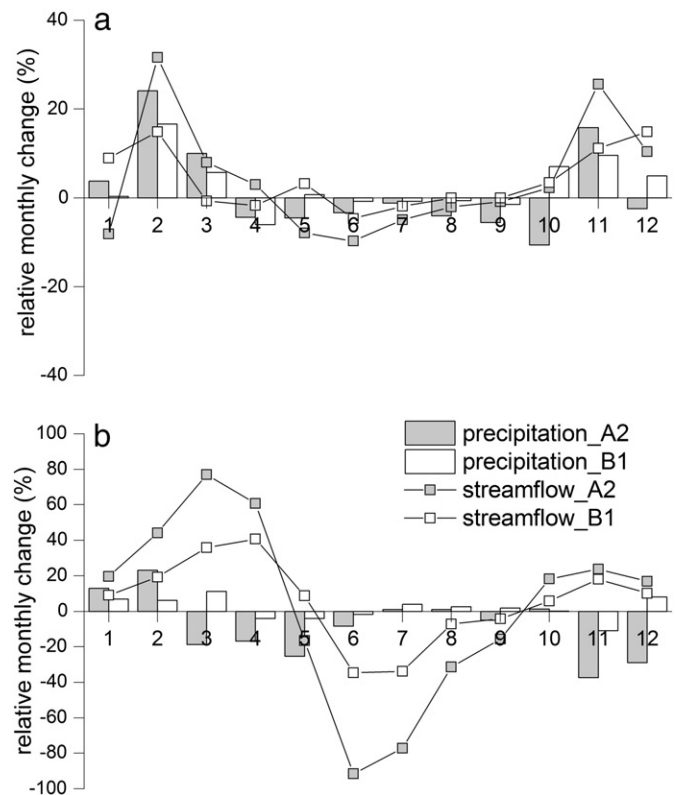 a
relative monthly change (%)
40
20
0
-20
-40
1 2 3 4 5 6 7 8 9 10 11 12
b
relative monthly change (%)
100
80
60
40
20
0
-20
-40
-60
-80
-100
precipitation_A2
precipitation_B1
streamflow_A2
streamflow_B1
1 2 3 4 5 6 7 8 9 10 11 12